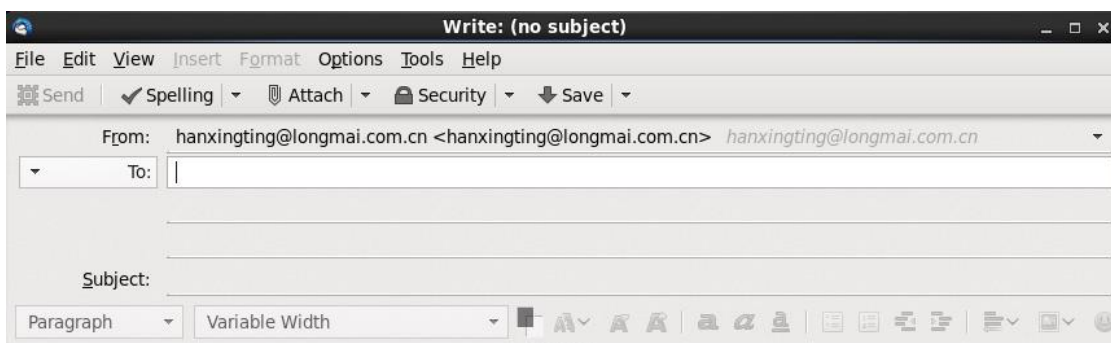 Write: (no subject)
File Edit View Insert Format Options Tools Help
Send Spelling Attach Security Save
From: hanxingting@longmai.com.cn <hanxingting@longmai.com.cn> hanxingting@longmai.com.cn
To:
Subject:
Paragraph Variable Width A A A a a a